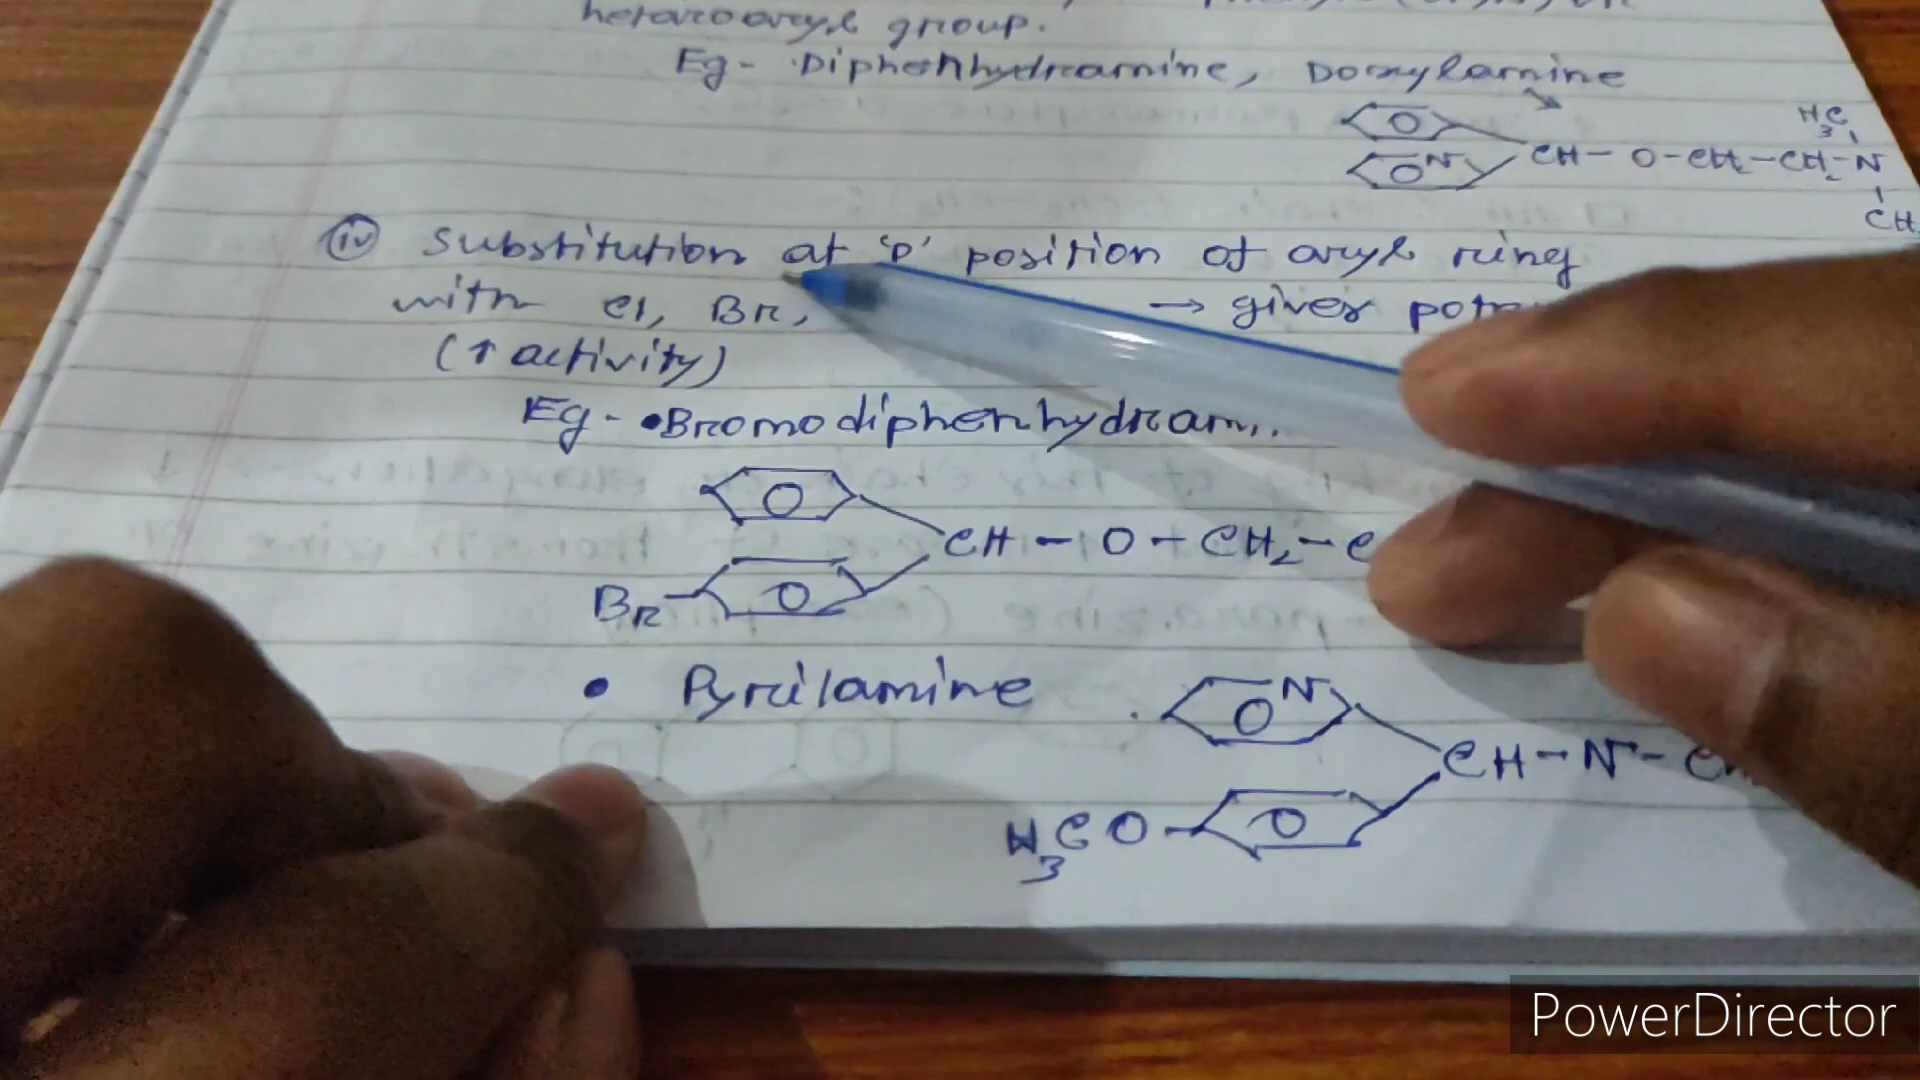 heteroaryl group.
Eg- Diphenhydramine, Doxylamine
H3C
CH- O-CH2-CH2-N
N
CH
(iv) substitution at 'p' position of aryl ring
with Cl, Br, → gives
(↑ activity)
Eg- •Bromodiphenhydram
CH - O - CH2 -
Br
• Pyrilamine
N
CH-N-
H3CO
PowerDirector